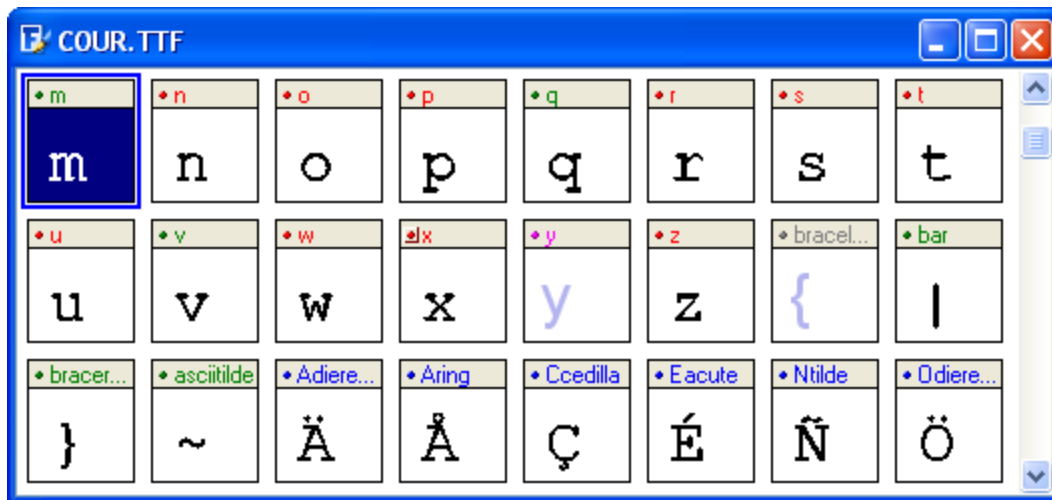 COUR.TTF
m n o p q r s t
m n o p q r s t
u v w x y z bracel... bar
u v w x y z { |
bracer... asciitilde Adiere... Aring Ccedilla Eacute Ntilde Odiere...
} ~ Ä Å Ç É Ñ Ö